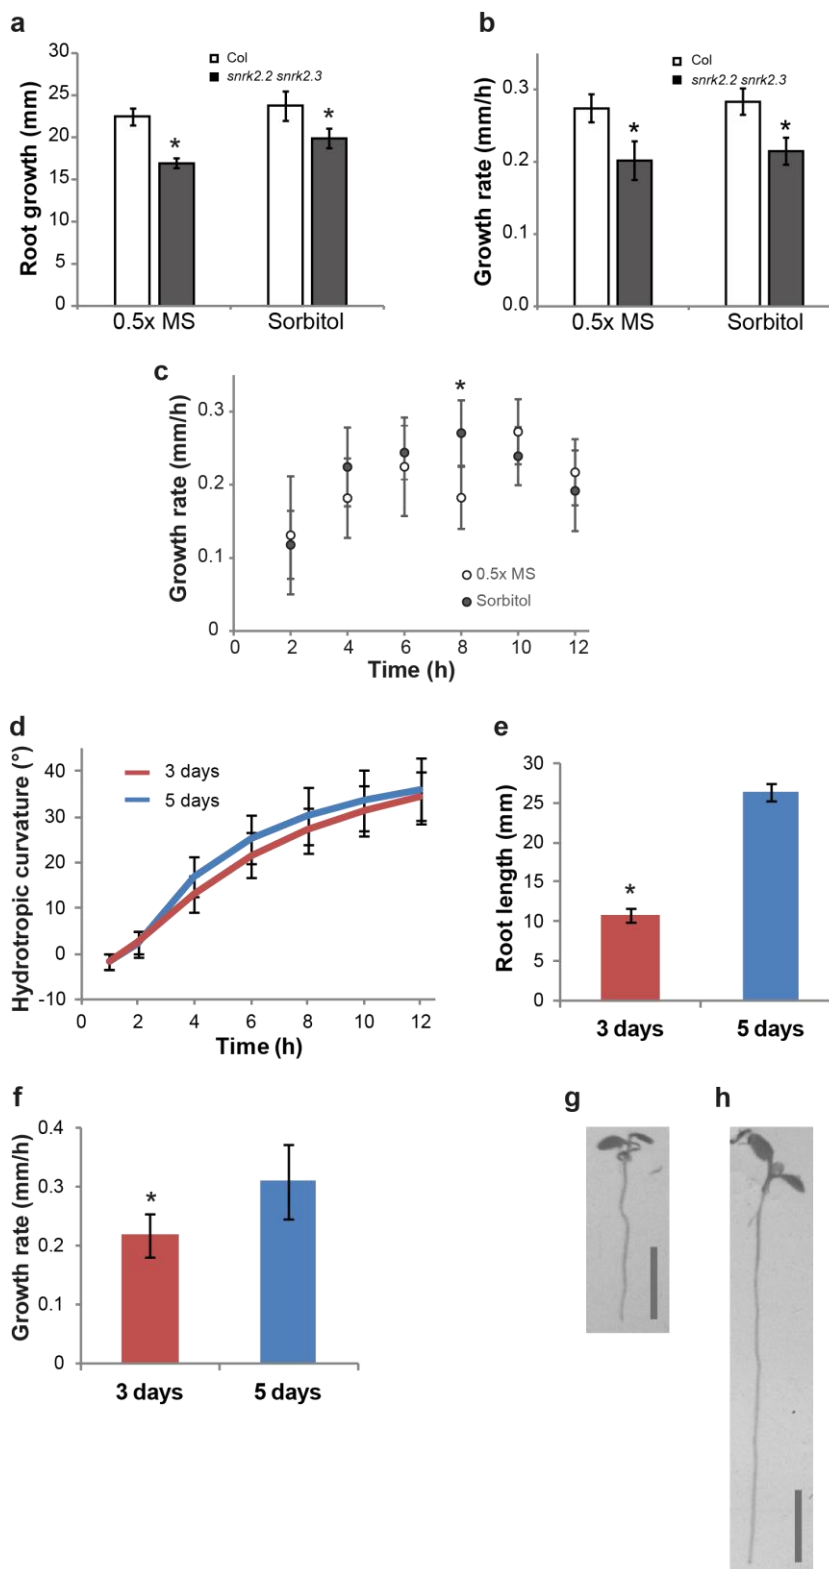 a
Root growth (mm)
30
25
20
15
10
5
0
Col
snrk2.2 snrk2.3
*
*
0.5x MS
Sorbitol
b
Growth rate (mm/h)
0.3
0.2
0.1
0.0
Col
snrk2.2 snrk2.3
*
*
0.5x MS
Sorbitol
c
Growth rate (mm/h)
0.3
0.2
0.1
0
*
0.5x MS
Sorbitol
0 2 4 6 8 10 12
Time (h)
d
Hydrotropic curvature (°)
40
30
20
10
0
-10
3 days
5 days
0 2 4 6 8 10 12
Time (h)
e
Root length (mm)
30
25
20
15
10
5
0
*
3 days
5 days
f
Growth rate (mm/h)
0.4
0.3
0.2
0.1
0
*
3 days
5 days
g
h